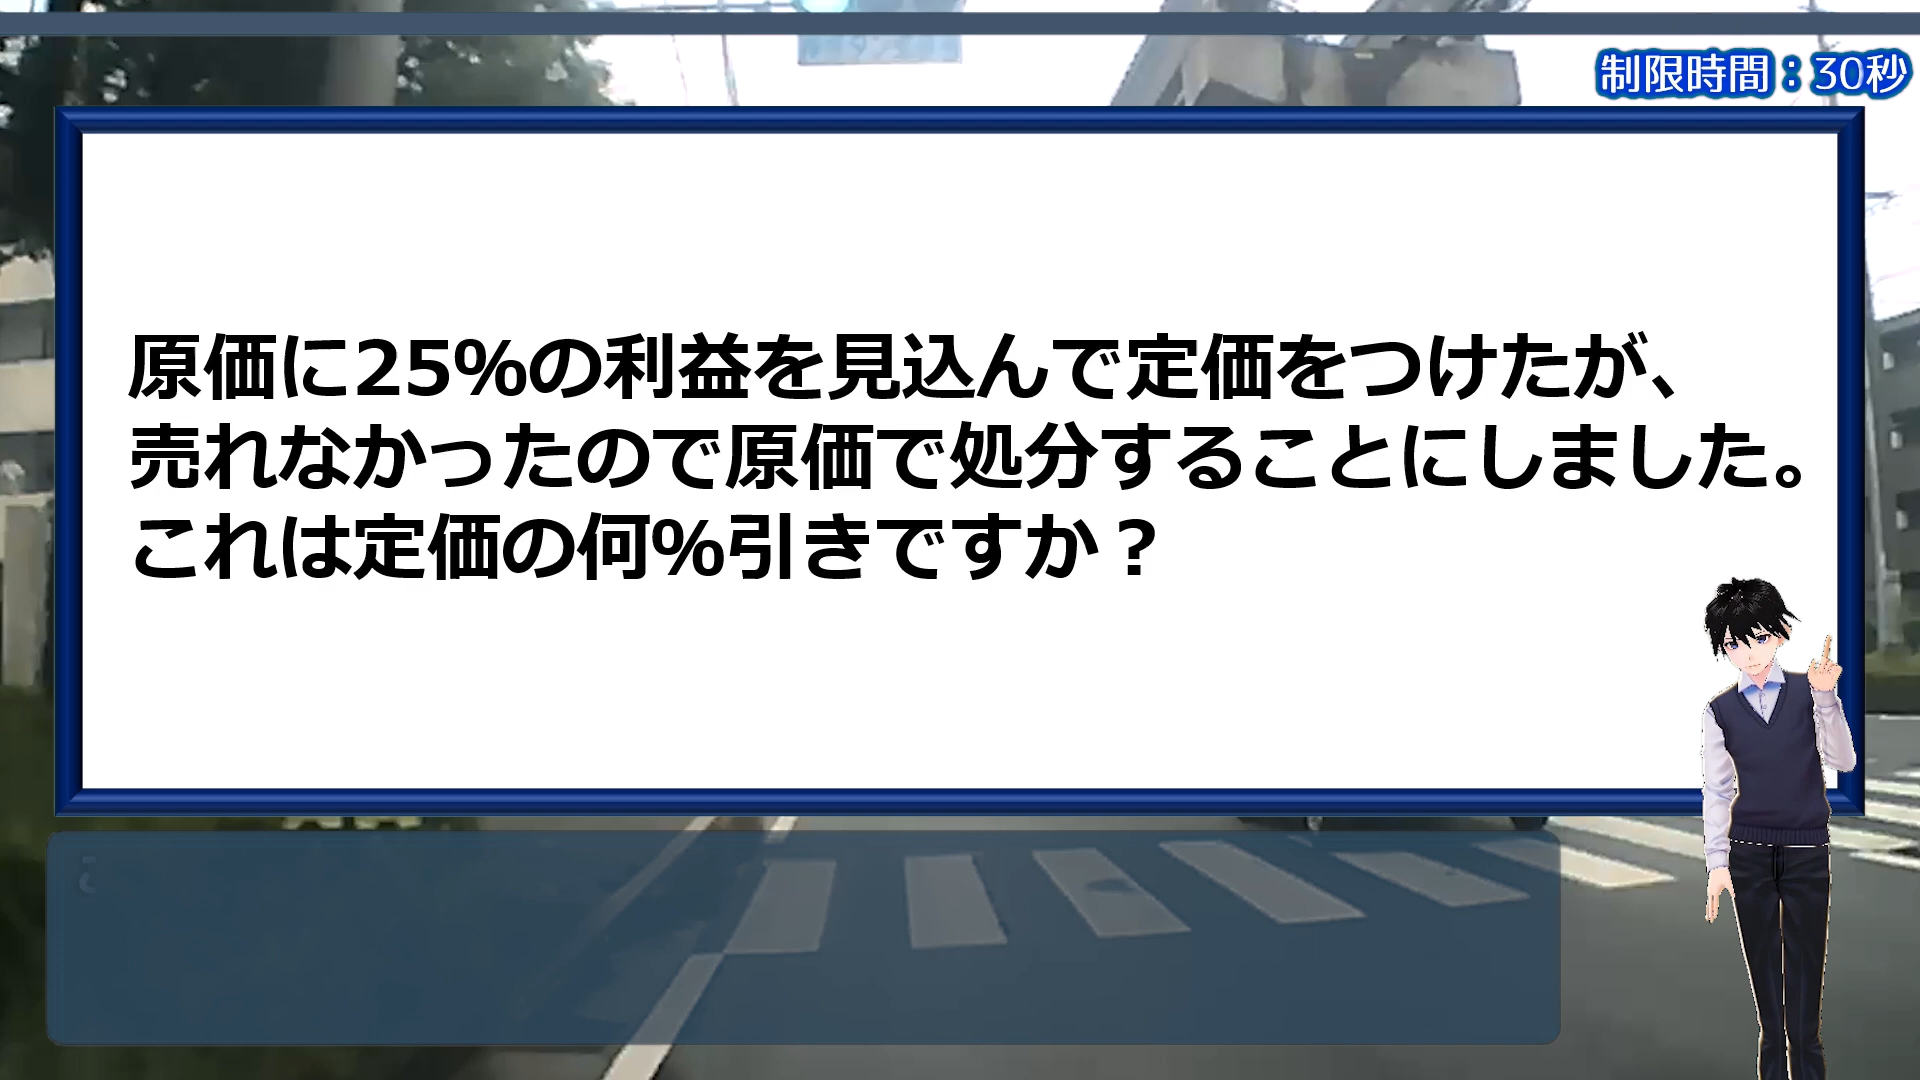 制限時間：30秒
原価に25%の利益を見込んで定価をつけたが、
売れなかったので原価で処分することにしました。
これは定価の何%引きですか？